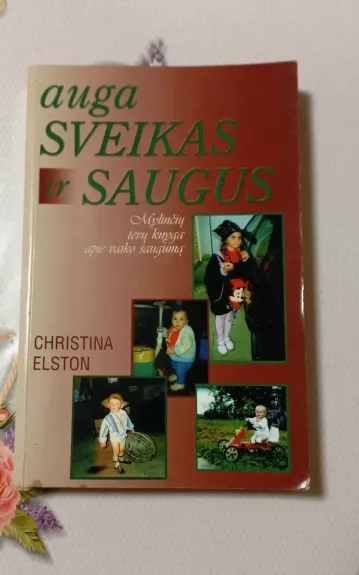 auga
SVEIKAS
ir SAUGUS
Mylinčių
tėvų knyga
apie vaiko saugumą
CHRISTINA
ELSTON